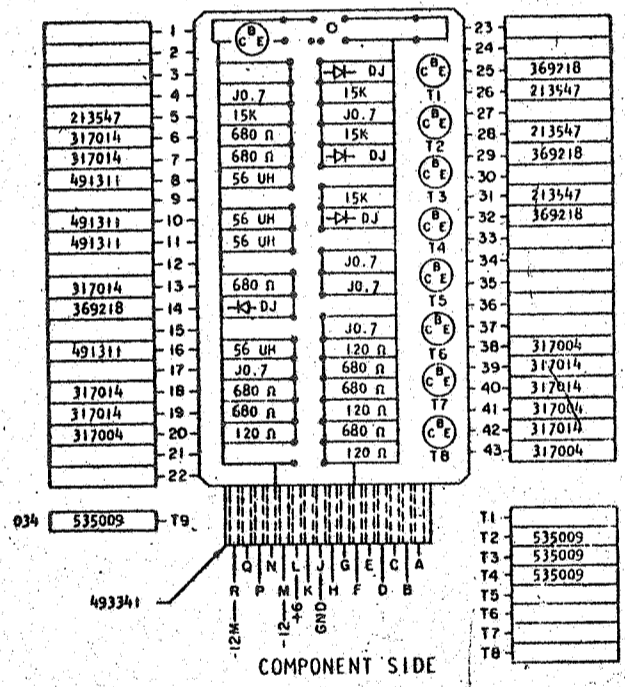 1
2
3
4
213547 5
317014 6
317014 7
491311 8
9
491311 10
491311 11
12
317014 13
369218 14
15
491311 16
17
317014 18
317014 19
317004 20
21
22
034 535009 T9
493341
B
C E
J0.7
15K
680 Ω
680 Ω
56 UH
56 UH
56 UH
680 Ω
DJ
56 UH
J0.7
680 Ω
680 Ω
120 Ω
DJ
15K
J0.7
15K
DJ
15K
DJ
J0.7
J0.7
J0.7
120 Ω
680 Ω
680 Ω
120 Ω
680 Ω
120 Ω
B
C E
T1
B
C E
T2
B
C E
T3
B
C E
T4
B
C E
T5
B
C E
T6
B
C E
T7
B
C E
T8
23
24
25 369218
26 213547
27
28 213547
29 369218
30
31 213547
32 369218
33
34
35
36
37
38 317004
39 317014
40 317014
41 317004
42 317014
43 317004
T1
T2 535009
T3 535009
T4 535009
T5
T6
T7
T8
Q N L J G E C A
R P M K H F D B
-12M -12 +6 GND
COMPONENT SIDE